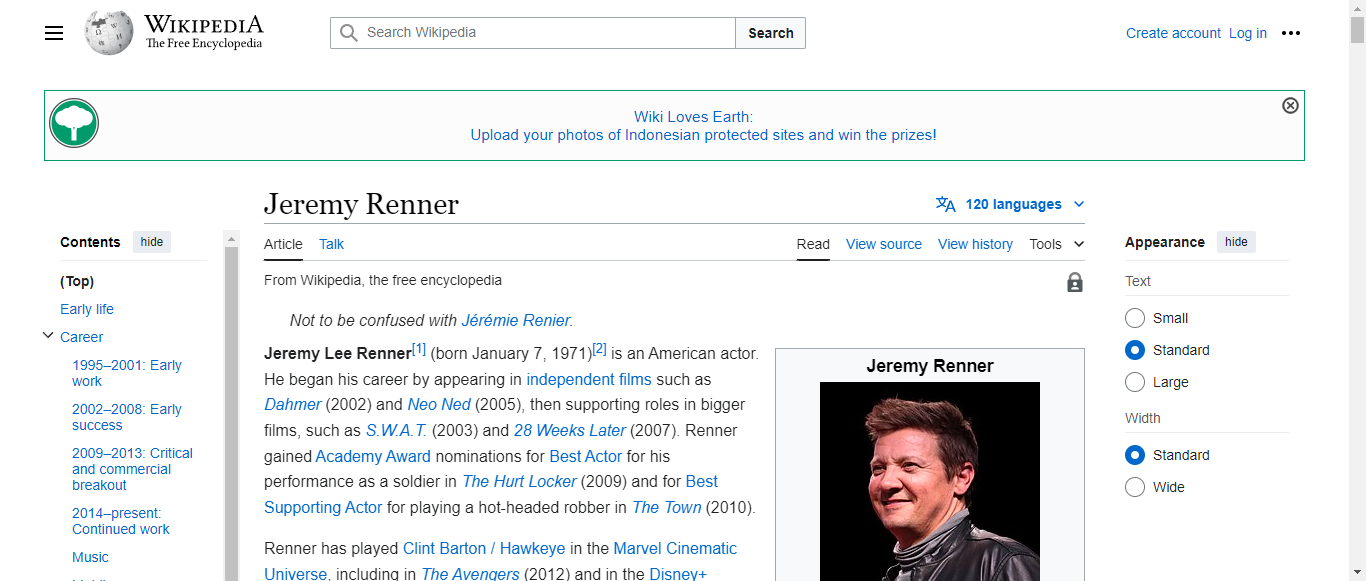 WIKIPEDIA
The Free Encyclopedia
Search Wikipedia
Search
Create account Log in
Wiki Loves Earth:
Upload your photos of Indonesian protected sites and win the prizes!
Jeremy Renner
120 languages
Contents hide
(Top)
Early life
Career
1995–2001: Early
work
2002–2008: Early
success
2009–2013: Critical
and commercial
breakout
2014–present:
Continued work
Music
Article Talk
Read View source View history Tools
From Wikipedia, the free encyclopedia
Not to be confused with Jérémie Renier.
Jeremy Lee Renner[1] (born January 7, 1971)[2] is an American actor.
He began his career by appearing in independent films such as
Dahmer (2002) and Neo Ned (2005), then supporting roles in bigger
films, such as S.W.A.T. (2003) and 28 Weeks Later (2007). Renner
gained Academy Award nominations for Best Actor for his
performance as a soldier in The Hurt Locker (2009) and for Best
Supporting Actor for playing a hot-headed robber in The Town (2010).
Renner has played Clint Barton / Hawkeye in the Marvel Cinematic
Universe, including in The Avengers (2012) and in the Disney+
Jeremy Renner
Appearance hide
Text
Small
Standard
Large
Width
Standard
Wide